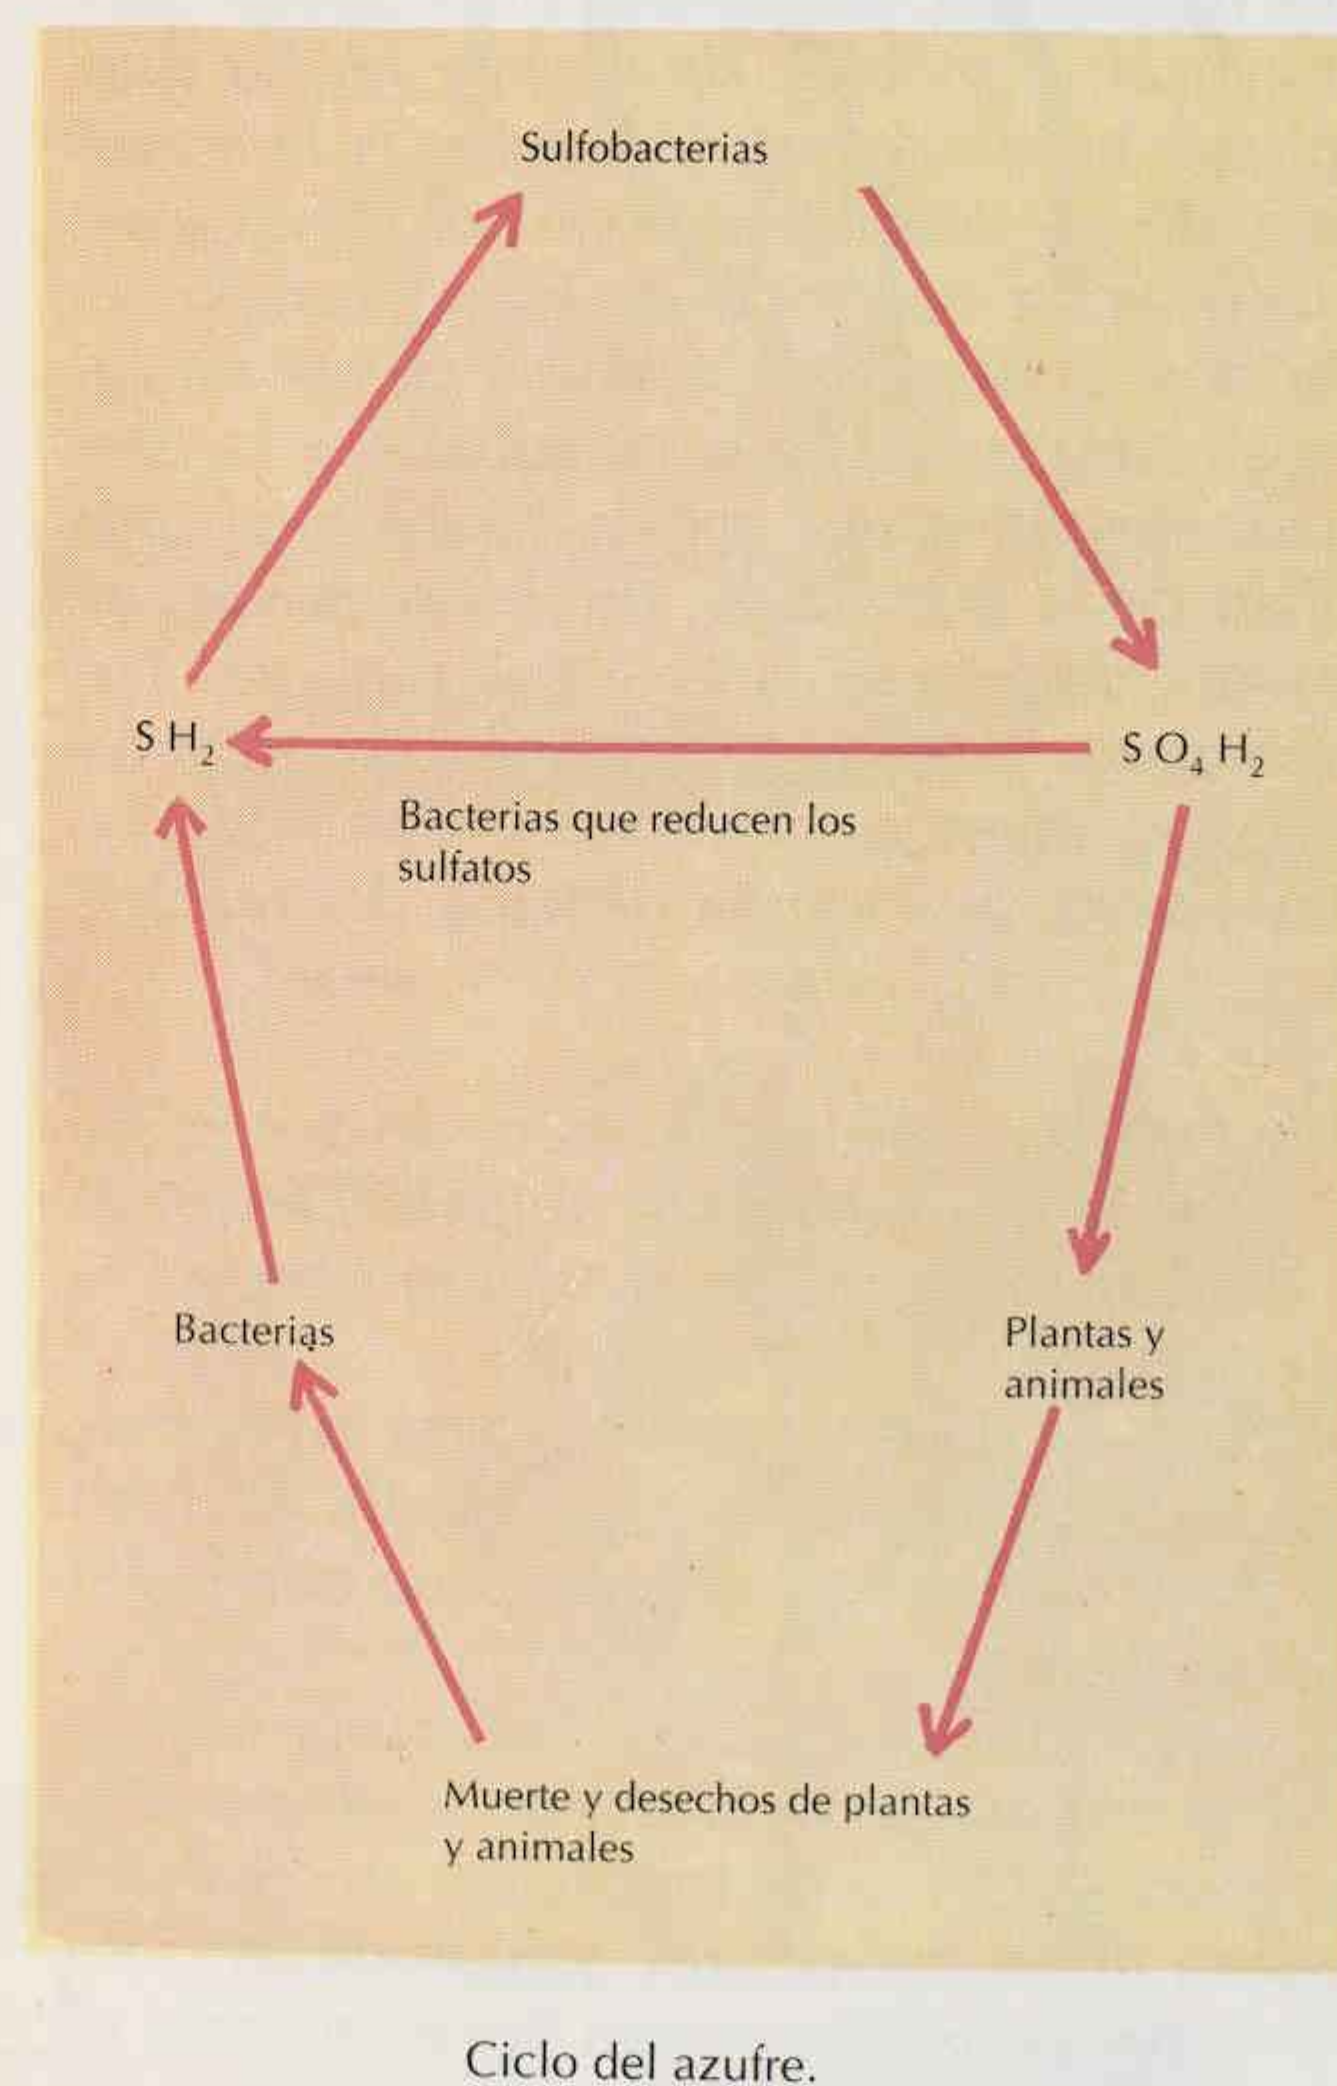 Sulfobacterias
S H₂
S O₄ H₂
Bacterias que reducen los
sulfatos
Bacterias
Plantas y
animales
Muerte y desechos de plantas
y animales
Ciclo del azufre.